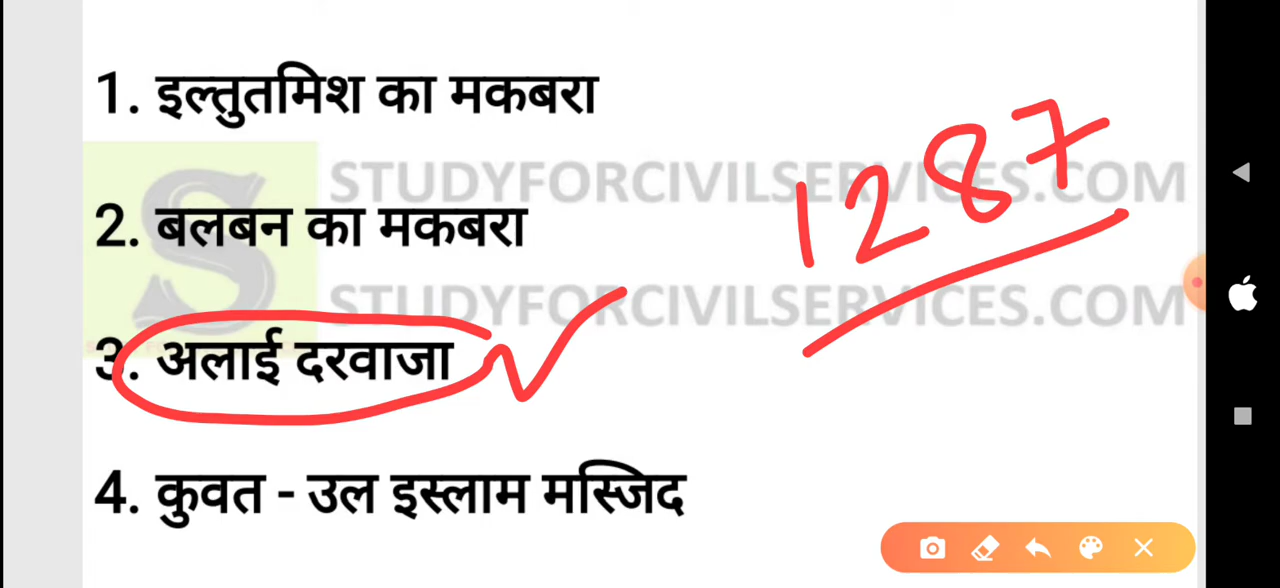 1. इल्तुतमिश का मकबरा
1287
STUDYFORCIVILSERVICES.COM
2. बलबन का मकबरा
STUDYFORCIVILSERVICES.COM
3. अलाई दरवाजा
4. कुवत - उल इस्लाम मस्जिद